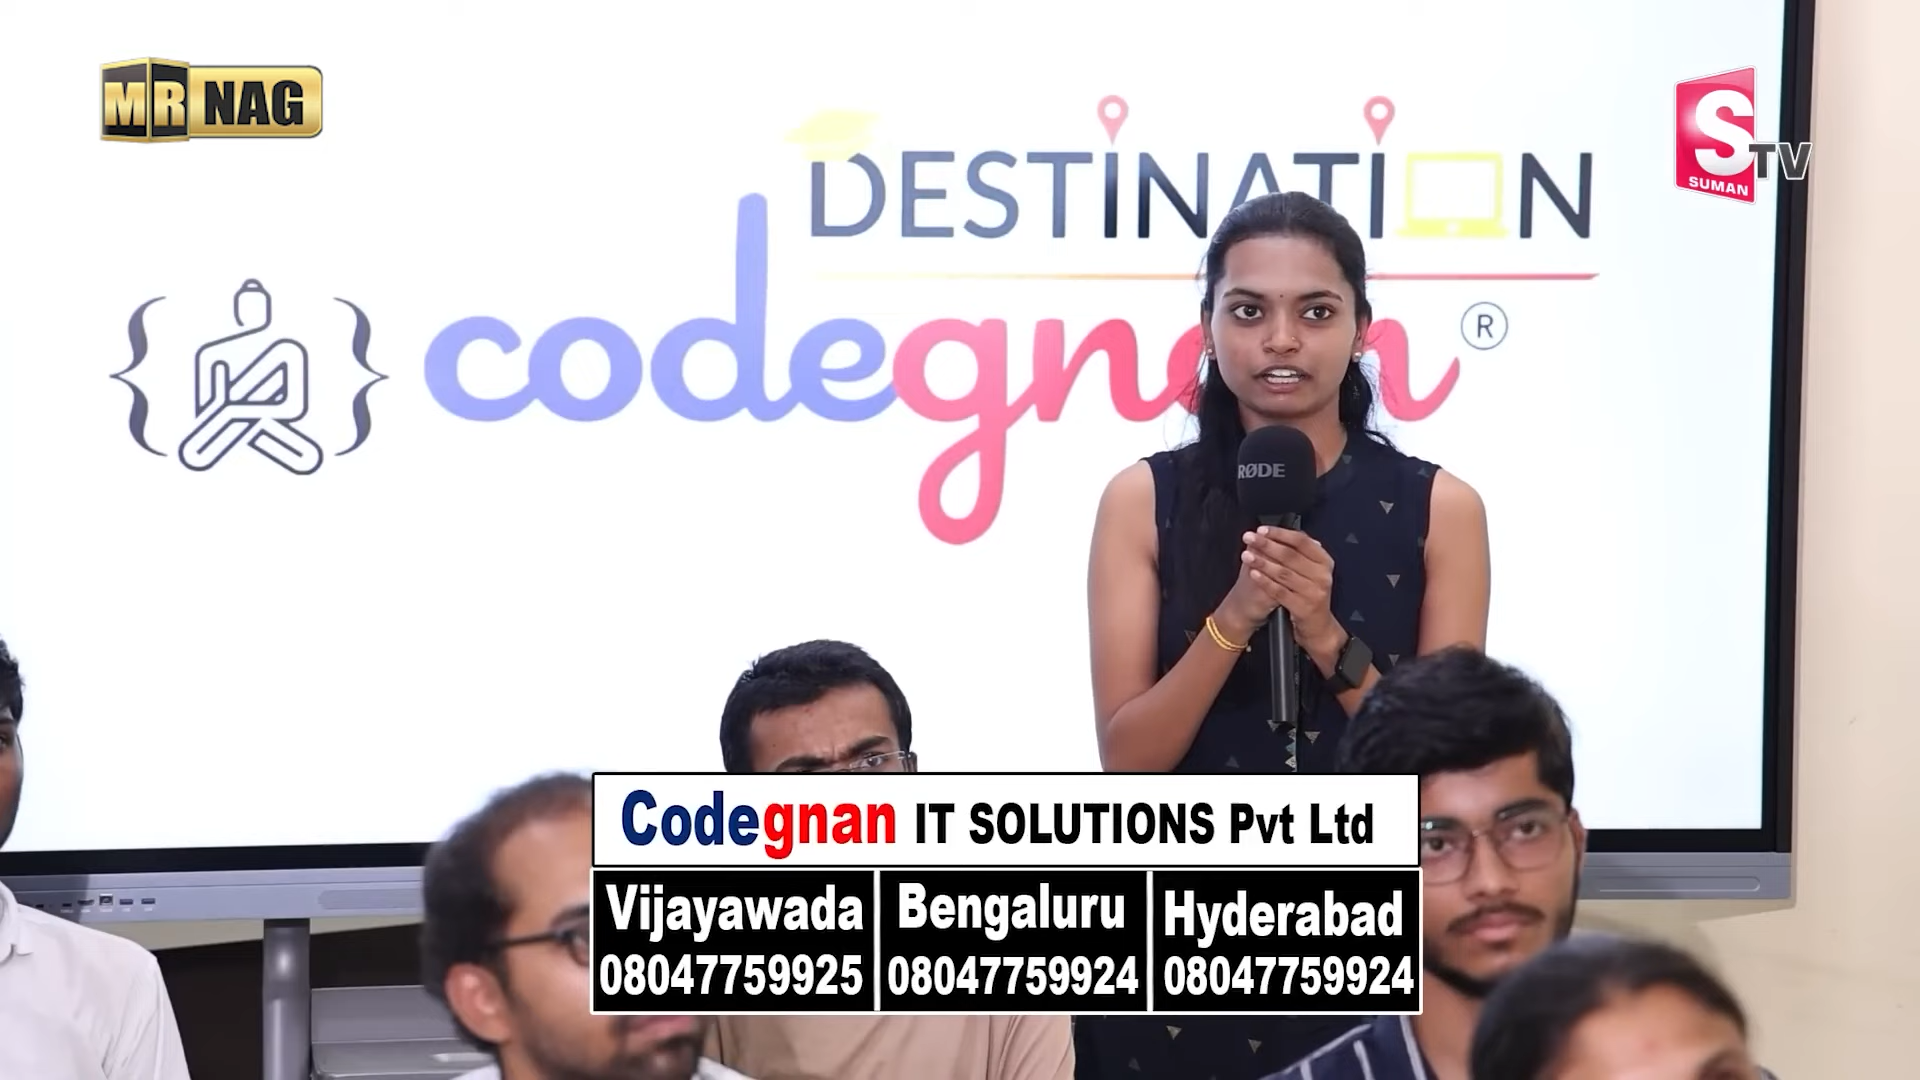 MR NAG
S TV
SUMAN
DESTINATION
codegnan ®
RØDE
Codegnan IT SOLUTIONS Pvt Ltd
Vijayawada
08047759925
Bengaluru
08047759924
Hyderabad
08047759924